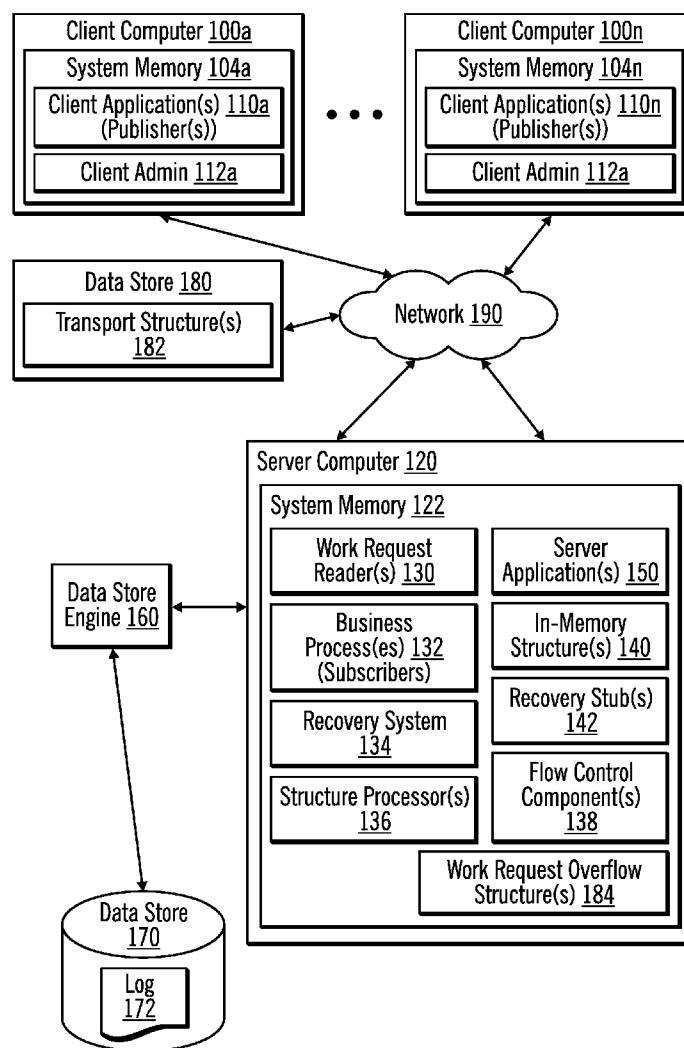 Client Computer 100a
System Memory 104a
Client Application(s) 110a
(Publisher(s))
Client Admin 112a
Client Computer 100n
System Memory 104n
Client Application(s) 110n
(Publisher(s))
Client Admin 112a
Data Store 180
Transport Structure(s)
182
Network 190
Server Computer 120
System Memory 122
Work Request
Reader(s) 130
Server
Application(s) 150
Business
Process(es) 132
(Subscribers)
In-Memory
Structure(s) 140
Recovery System
134
Recovery Stub(s)
142
Structure Processor(s)
136
Flow Control
Component(s)
138
Work Request Overflow
Structure(s) 184
Data Store
Engine 160
Data Store
170
Log
172